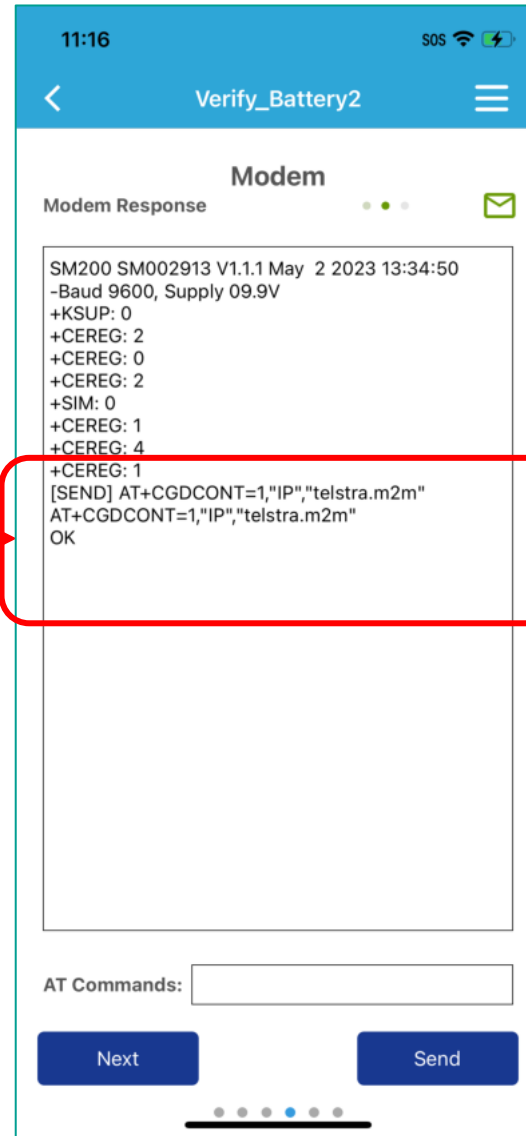 11:16
SOS
Verify_Battery2
Modem
Modem Response
SM200 SM002913 V1.1.1 May  2 2023 13:34:50
-Baud 9600, Supply 09.9V
+KSUP: 0
+CEREG: 2
+CEREG: 0
+CEREG: 2
+SIM: 0
+CEREG: 1
+CEREG: 4
+CEREG: 1
[SEND] AT+CGDCONT=1,"IP","telstra.m2m"
AT+CGDCONT=1,"IP","telstra.m2m"
OK
AT Commands:
Next
Send